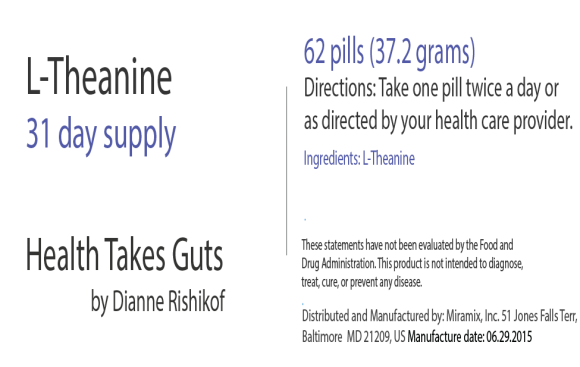 L-Theanine
31 day supply
Health Takes Guts
by Dianne Rishikof
62 pills (37.2 grams)
Directions: Take one pill twice a day or
as directed by your health care provider.
Ingredients: L-Theanine
These statements have not been evaluated by the Food and
Drug Administration. This product is not intended to diagnose,
treat, cure, or prevent any disease.
Distributed and Manufactured by: Miramix, Inc. 51 Jones Falls Terr,
Baltimore MD 21209, US Manufacture date: 06.29.2015